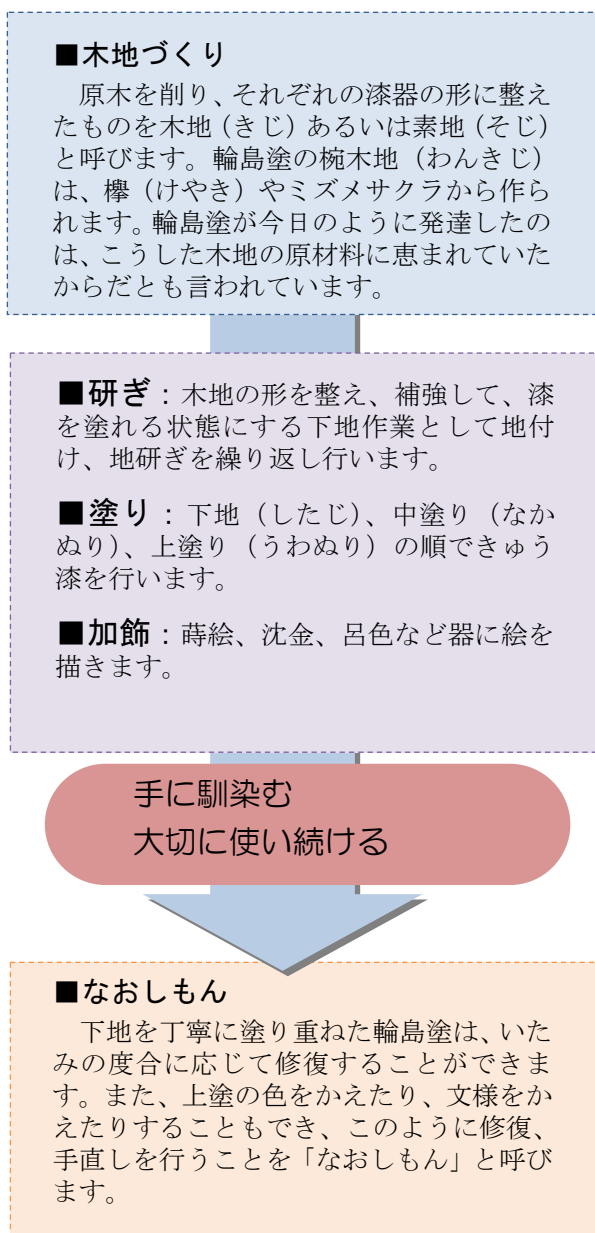 ■木地づくり
原木を削り、それぞれの漆器の形に整え
たものを木地（きじ）あるいは素地（そじ）
と呼びます。輪島塗の椀木地（わんきじ）
は、欅（けやき）やミズメサクラから作ら
れます。輪島塗が今日のように発達したの
は、こうした木地の原材料に恵まれていた
からだとも言われています。
■研ぎ：木地の形を整え、補強して、漆
を塗れる状態にする下地作業として地付
け、地研ぎを繰り返し行います。
■塗り：下地（したじ）、中塗り（なか
ぬり）、上塗り（うわぬり）の順できゅう
漆を行います。
■加飾：蒔絵、沈金、呂色など器に絵を
描きます。
手に馴染む
大切に使い続ける
■なおしもん
下地を丁寧に塗り重ねた輪島塗は、いた
みの度合に応じて修復することができま
す。また、上塗の色をかえたり、文様をか
えたりすることもでき、このように修復、
手直しを行うことを「なおしもん」と呼び
ます。